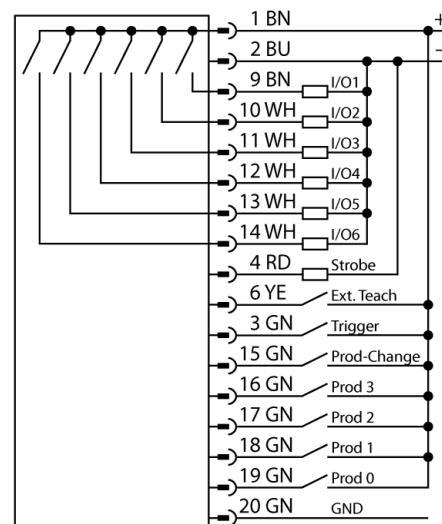 1 BN +
2 BU −
9 BN I/O1
10 WH I/O2
11 WH I/O3
12 WH I/O4
13 WH I/O5
14 WH I/O6
4 RD Strobe
6 YE Ext. Teach
3 GN Trigger
15 GN Prod-Change
16 GN Prod 3
17 GN Prod 2
18 GN Prod 1
19 GN Prod 0
20 GN GND